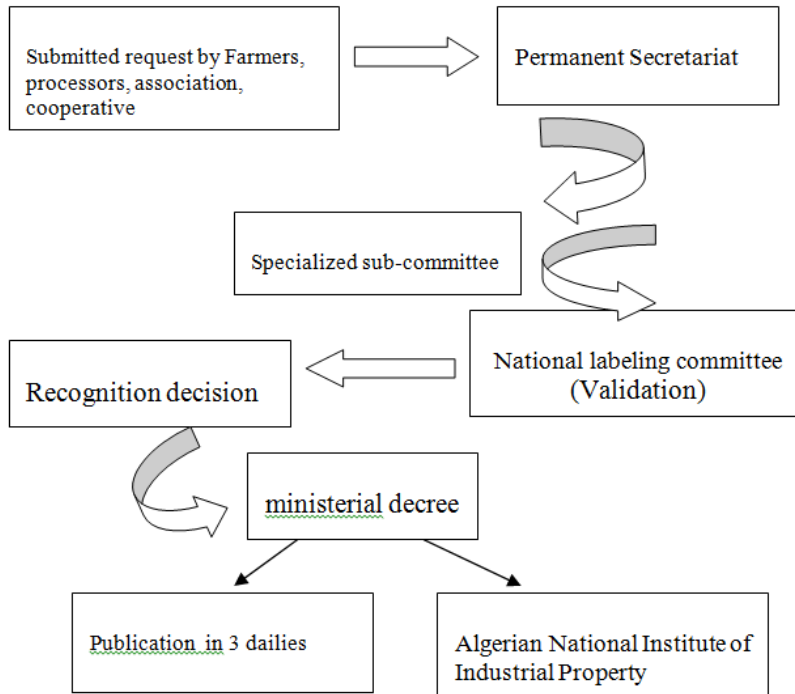 Submitted request by Farmers,
processors, association,
cooperative
Permanent Secretariat
Specialized sub-committee
National labeling committee
(Validation)
Recognition decision
ministerial decree
Publication in 3 dailies
Algerian National Institute of
Industrial Property